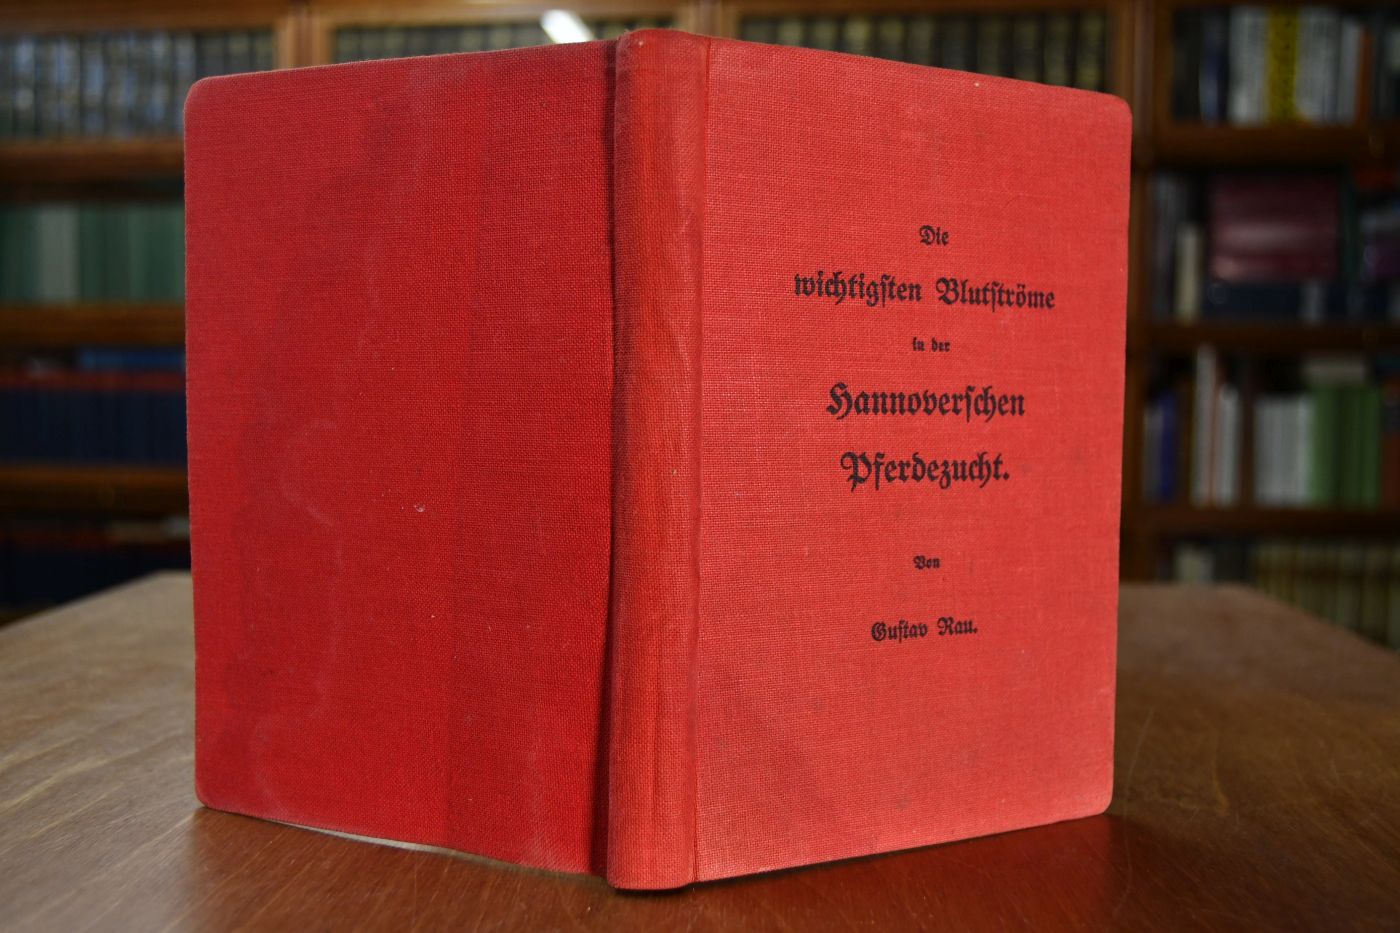 Die
wichtigsten Blutströme
in der
Hannoverschen
Pferdezucht.
Von
Gustav Rau.